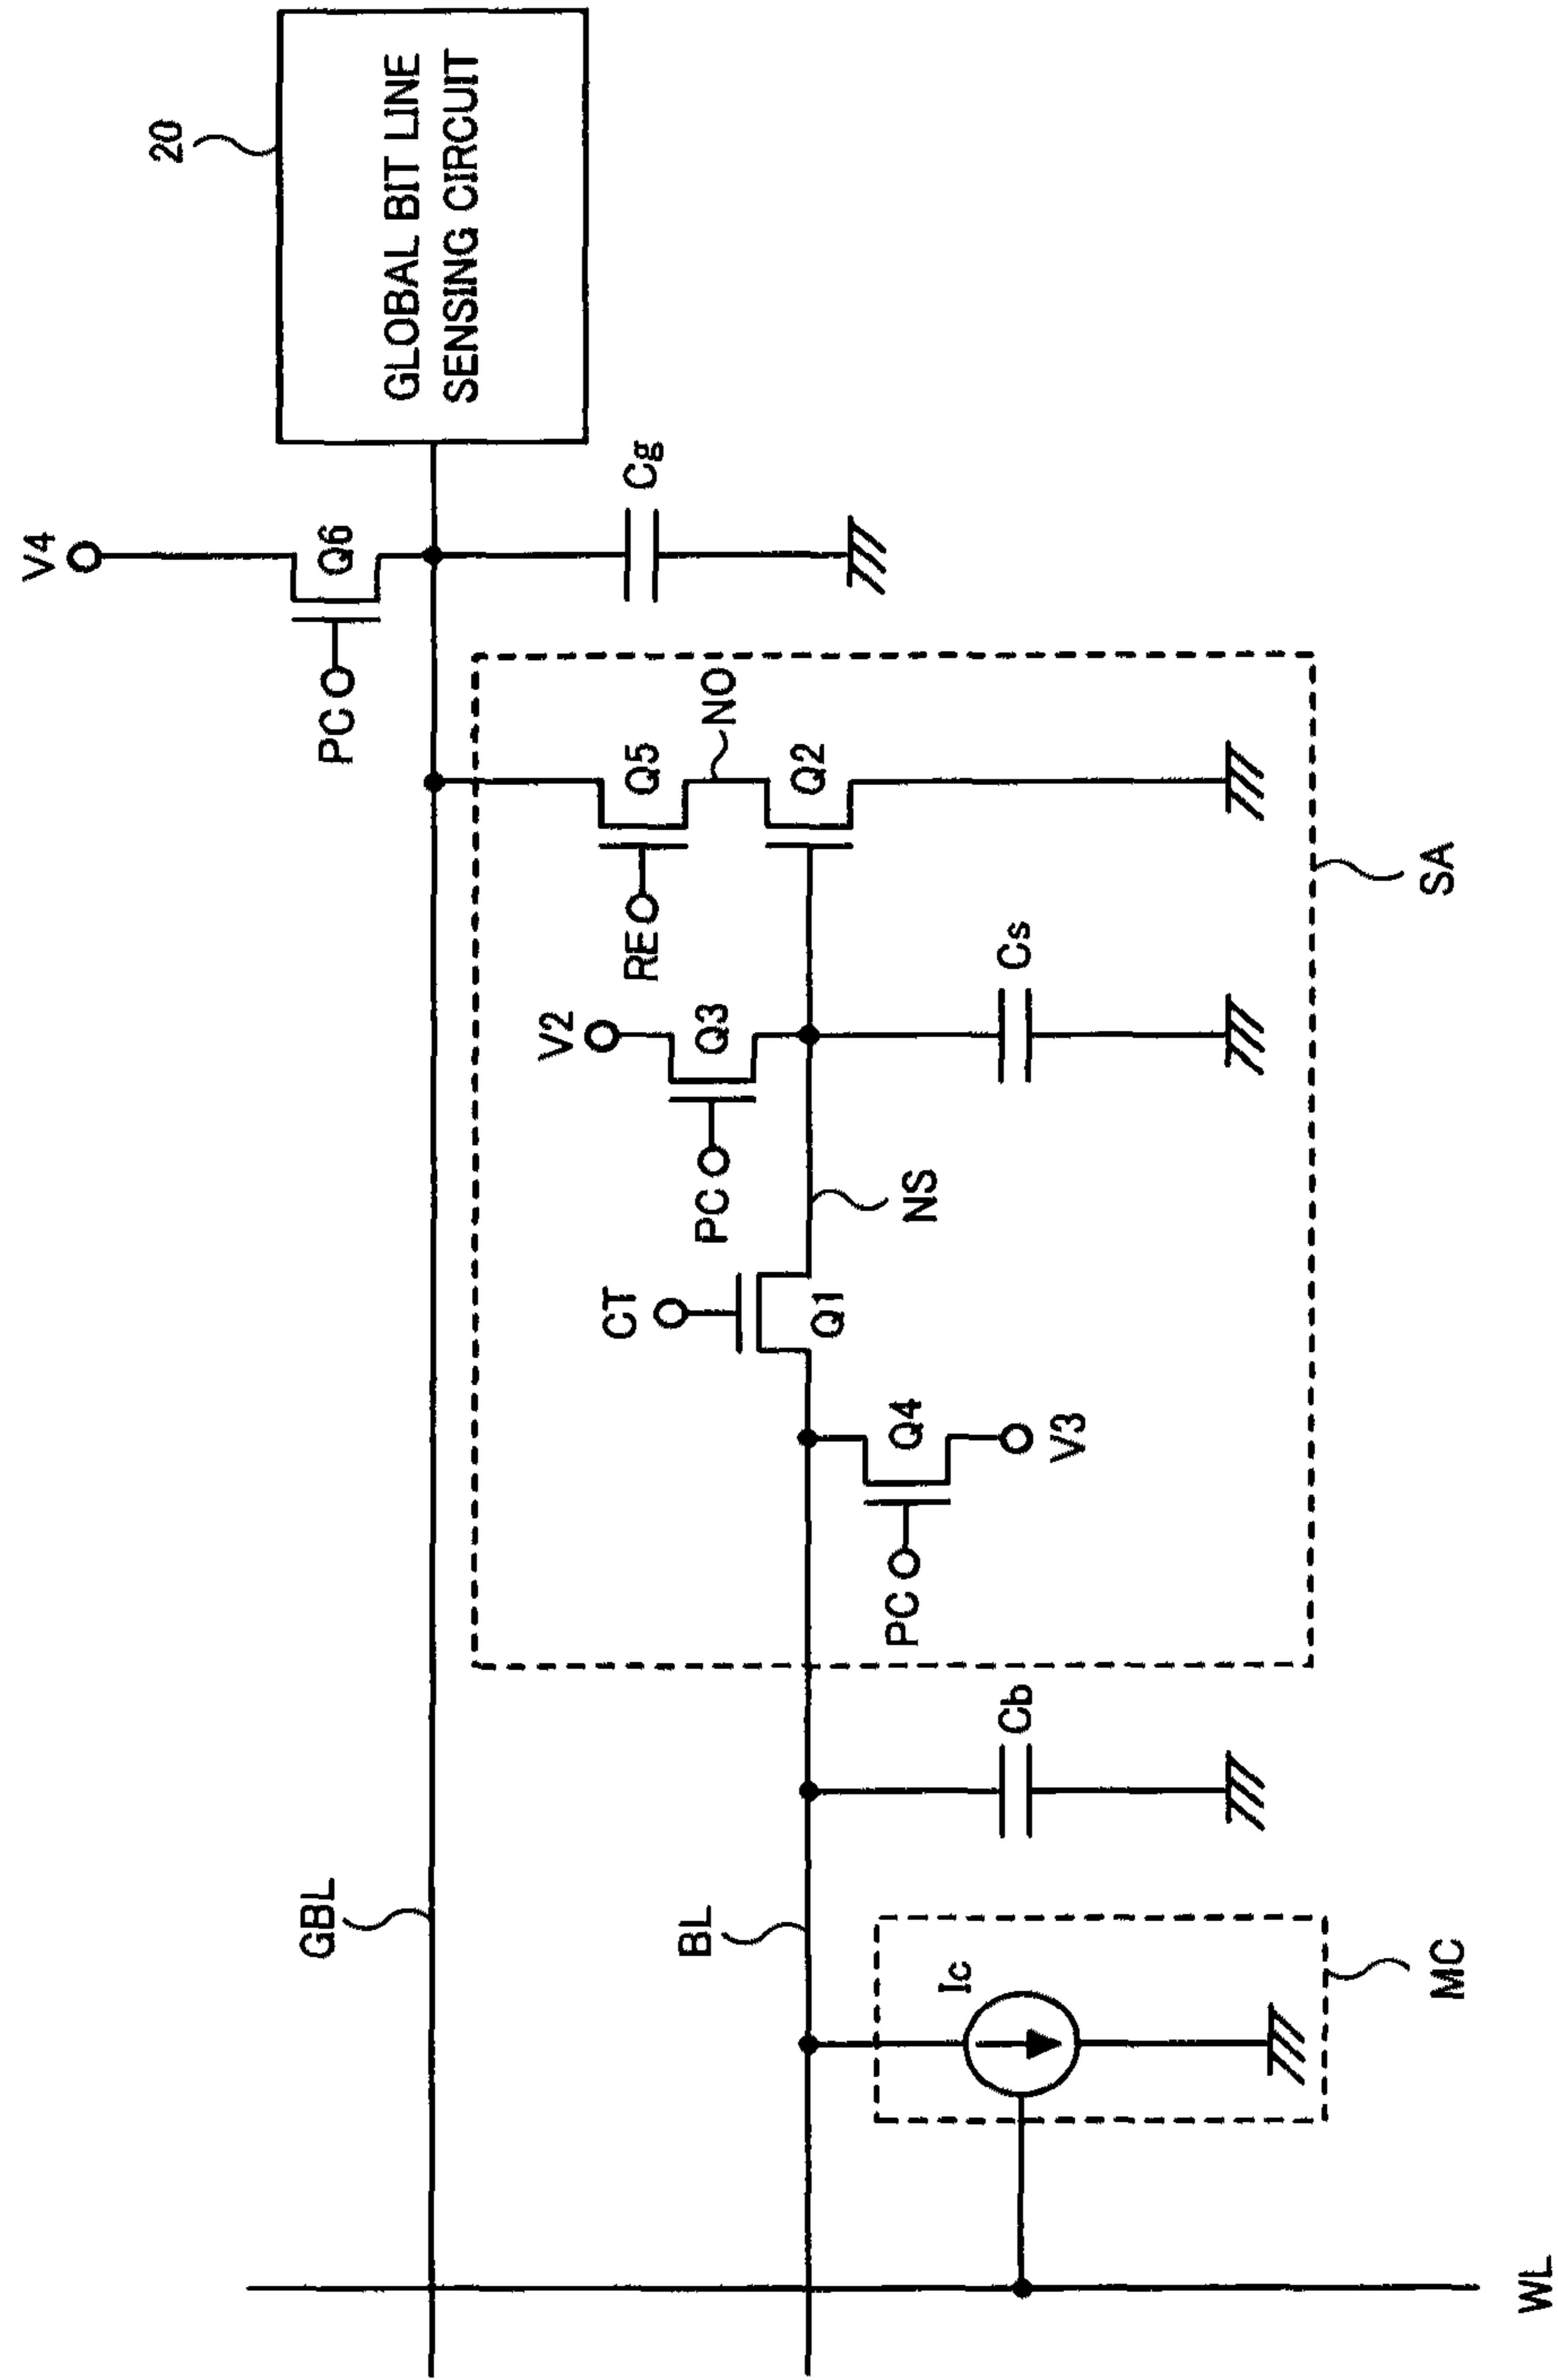 20
GLOBAL BIT LINE
SENSING CIRCUIT
V4
PC
Q6
Cg
GBL
RE
Q5
NO
Q2
V2
PC
Q3
Cs
NS
CT
Q1
Q4
PC
V3
SA
BL
Cb
Ic
MC
WL